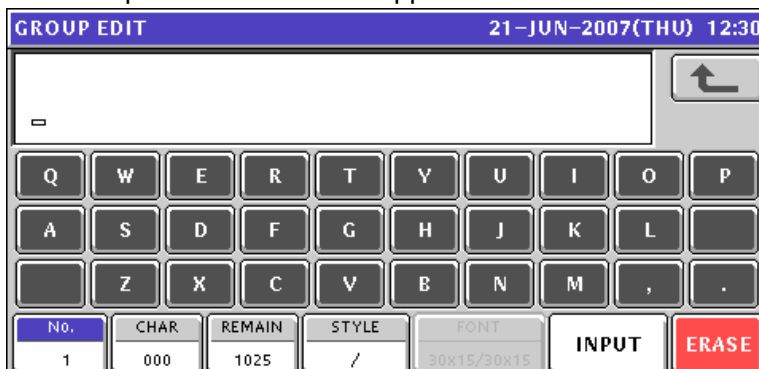 GROUP EDIT 21-JUN-2007(THU) 12:30
Q W E R T Y U I O P
A S D F G H J K L
Z X C V B N M , .
No. CHAR REMAIN STYLE FONT INPUT ERASE
1 000 1025 / 30x15/30x15